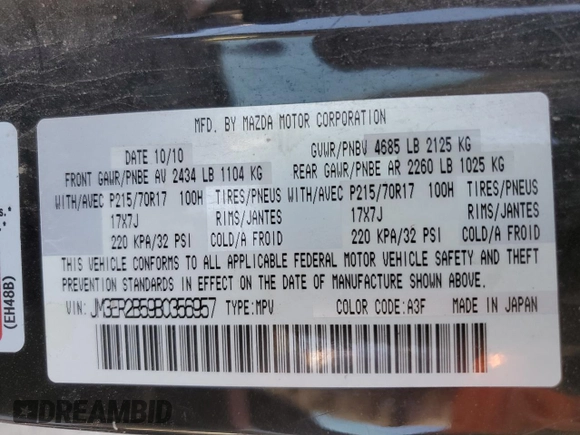 MFD. BY MAZDA MOTOR CORPORATION
DATE 10/10 GVWR/PNBV 4685 LB 2125 KG
FRONT GAWR/PNBE AV 2434 LB 1104 KG REAR GAWR/PNBE AR 2260 LB 1025 KG
WITH/AVEC P215/70R17 100H TIRES/PNEUS WITH/AVEC P215/70R17 100H TIRES/PNEUS
17X7J RIMS/JANTES 17X7J RIMS/JANTES
220 KPA/32 PSI COLD/A FROID 220 KPA/32 PSI COLD/A FROID
THIS VEHICLE CONFORMS TO ALL APPLICABLE FEDERAL MOTOR VEHICLE SAFETY AND THEFT
PREVENTION STANDARDS IN EFFECT ON THE DATE OF MANUFACTURE SHOWN ABOVE.
VIN: JM3ER2B59B0356957 TYPE:MPV COLOR CODE:A3F MADE IN JAPAN
(EH48B)
DREAMBID